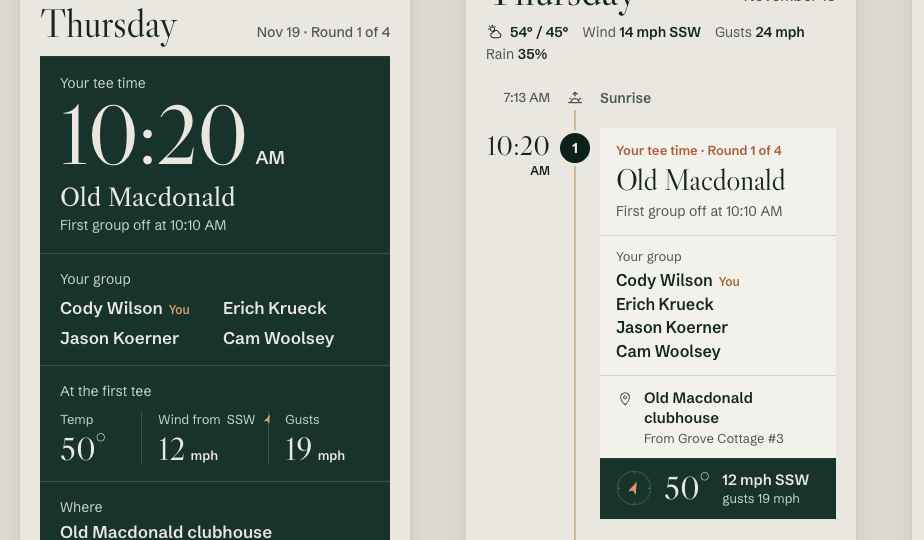 Thursday
Nov 19 · Round 1 of 4
Your tee time
10:20 AM
Old Macdonald
First group off at 10:10 AM
Your group
Cody Wilson You Erich Krueck
Jason Koerner Cam Woolsey
At the first tee
Temp Wind from SSW Gusts
50° 12 mph 19 mph
Where
Old Macdonald clubhouse
Thursday
54° / 45° Wind 14 mph SSW Gusts 24 mph
Rain 35%
7:13 AM Sunrise
10:20 AM
1
Your tee time · Round 1 of 4
Old Macdonald
First group off at 10:10 AM
Your group
Cody Wilson You
Erich Krueck
Jason Koerner
Cam Woolsey
Old Macdonald
clubhouse
From Grove Cottage #3
50° 12 mph SSW
gusts 19 mph